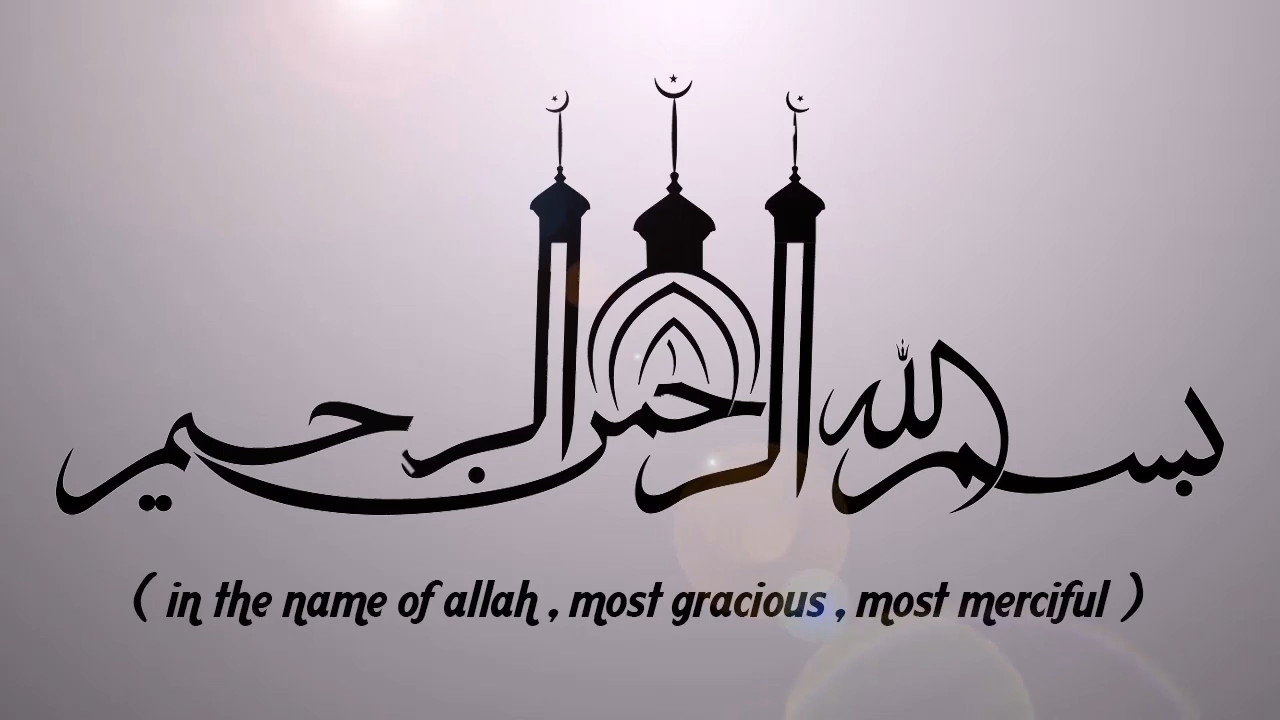 بسم الله الرحمن الرحيم
( in the name of allah , most gracious , most merciful )